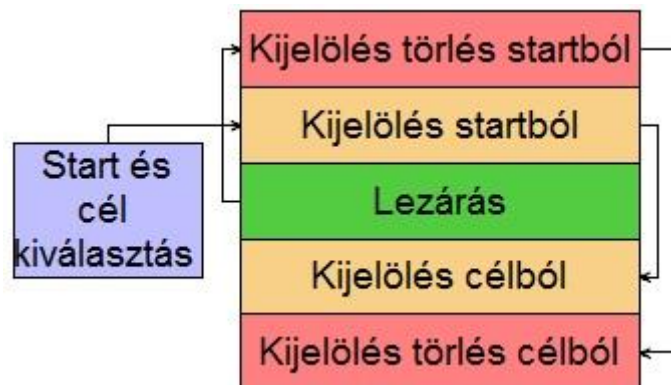 Kijelölés törlés startból
Kijelölés startból
Start és
cél
kiválasztás
Lezárás
Kijelölés célból
Kijelölés törlés célból